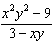 x²y² − 9
3 − xy